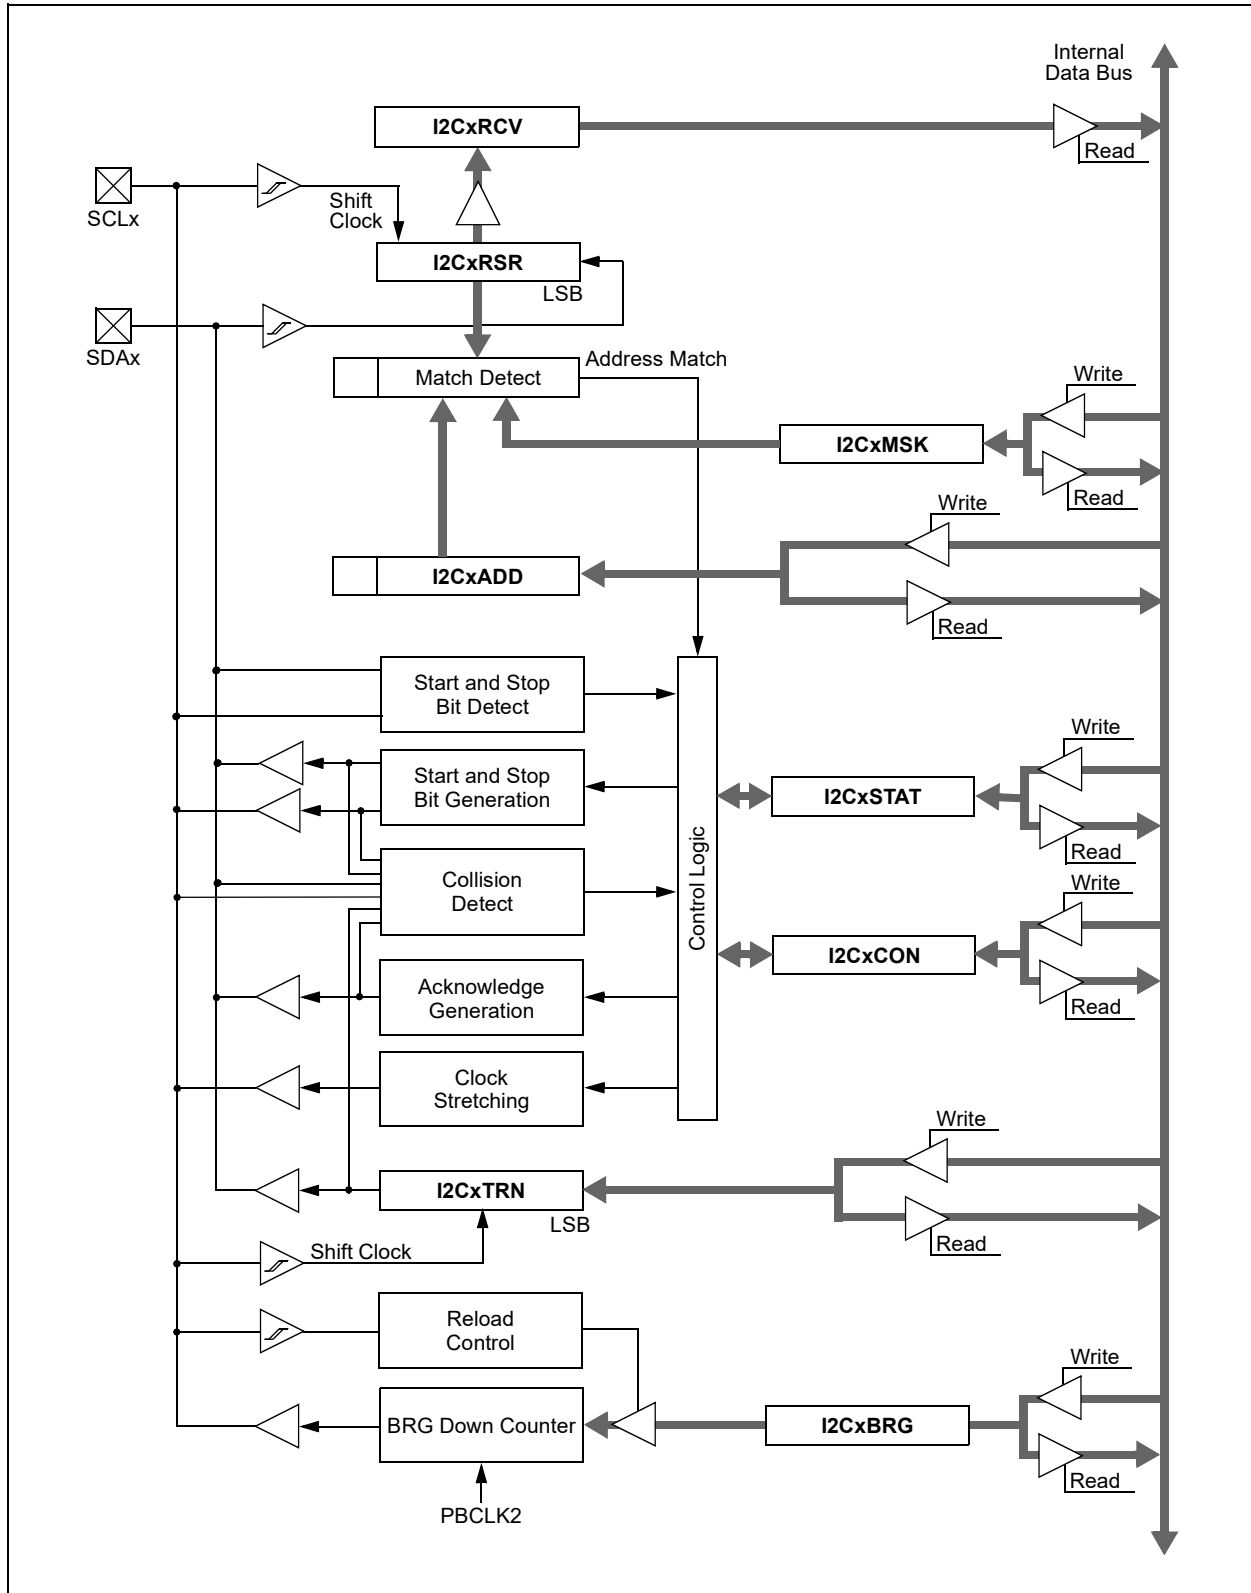 Internal
Data Bus
I2CxRCV
Read
SCLx
Shift
Clock
I2CxRSR
LSB
SDAx
Match Detect
Address Match
Write
I2CxMSK
Read
Write
I2CxADD
Read
Start and Stop
Bit Detect
Write
Start and Stop
Bit Generation
I2CxSTAT
Read
Control Logic
Collision
Detect
Write
I2CxCON
Read
Acknowledge
Generation
Clock
Stretching
Write
I2CxTRN
LSB
Read
Shift Clock
Reload
Control
Write
BRG Down Counter
I2CxBRG
Read
PBCLK2